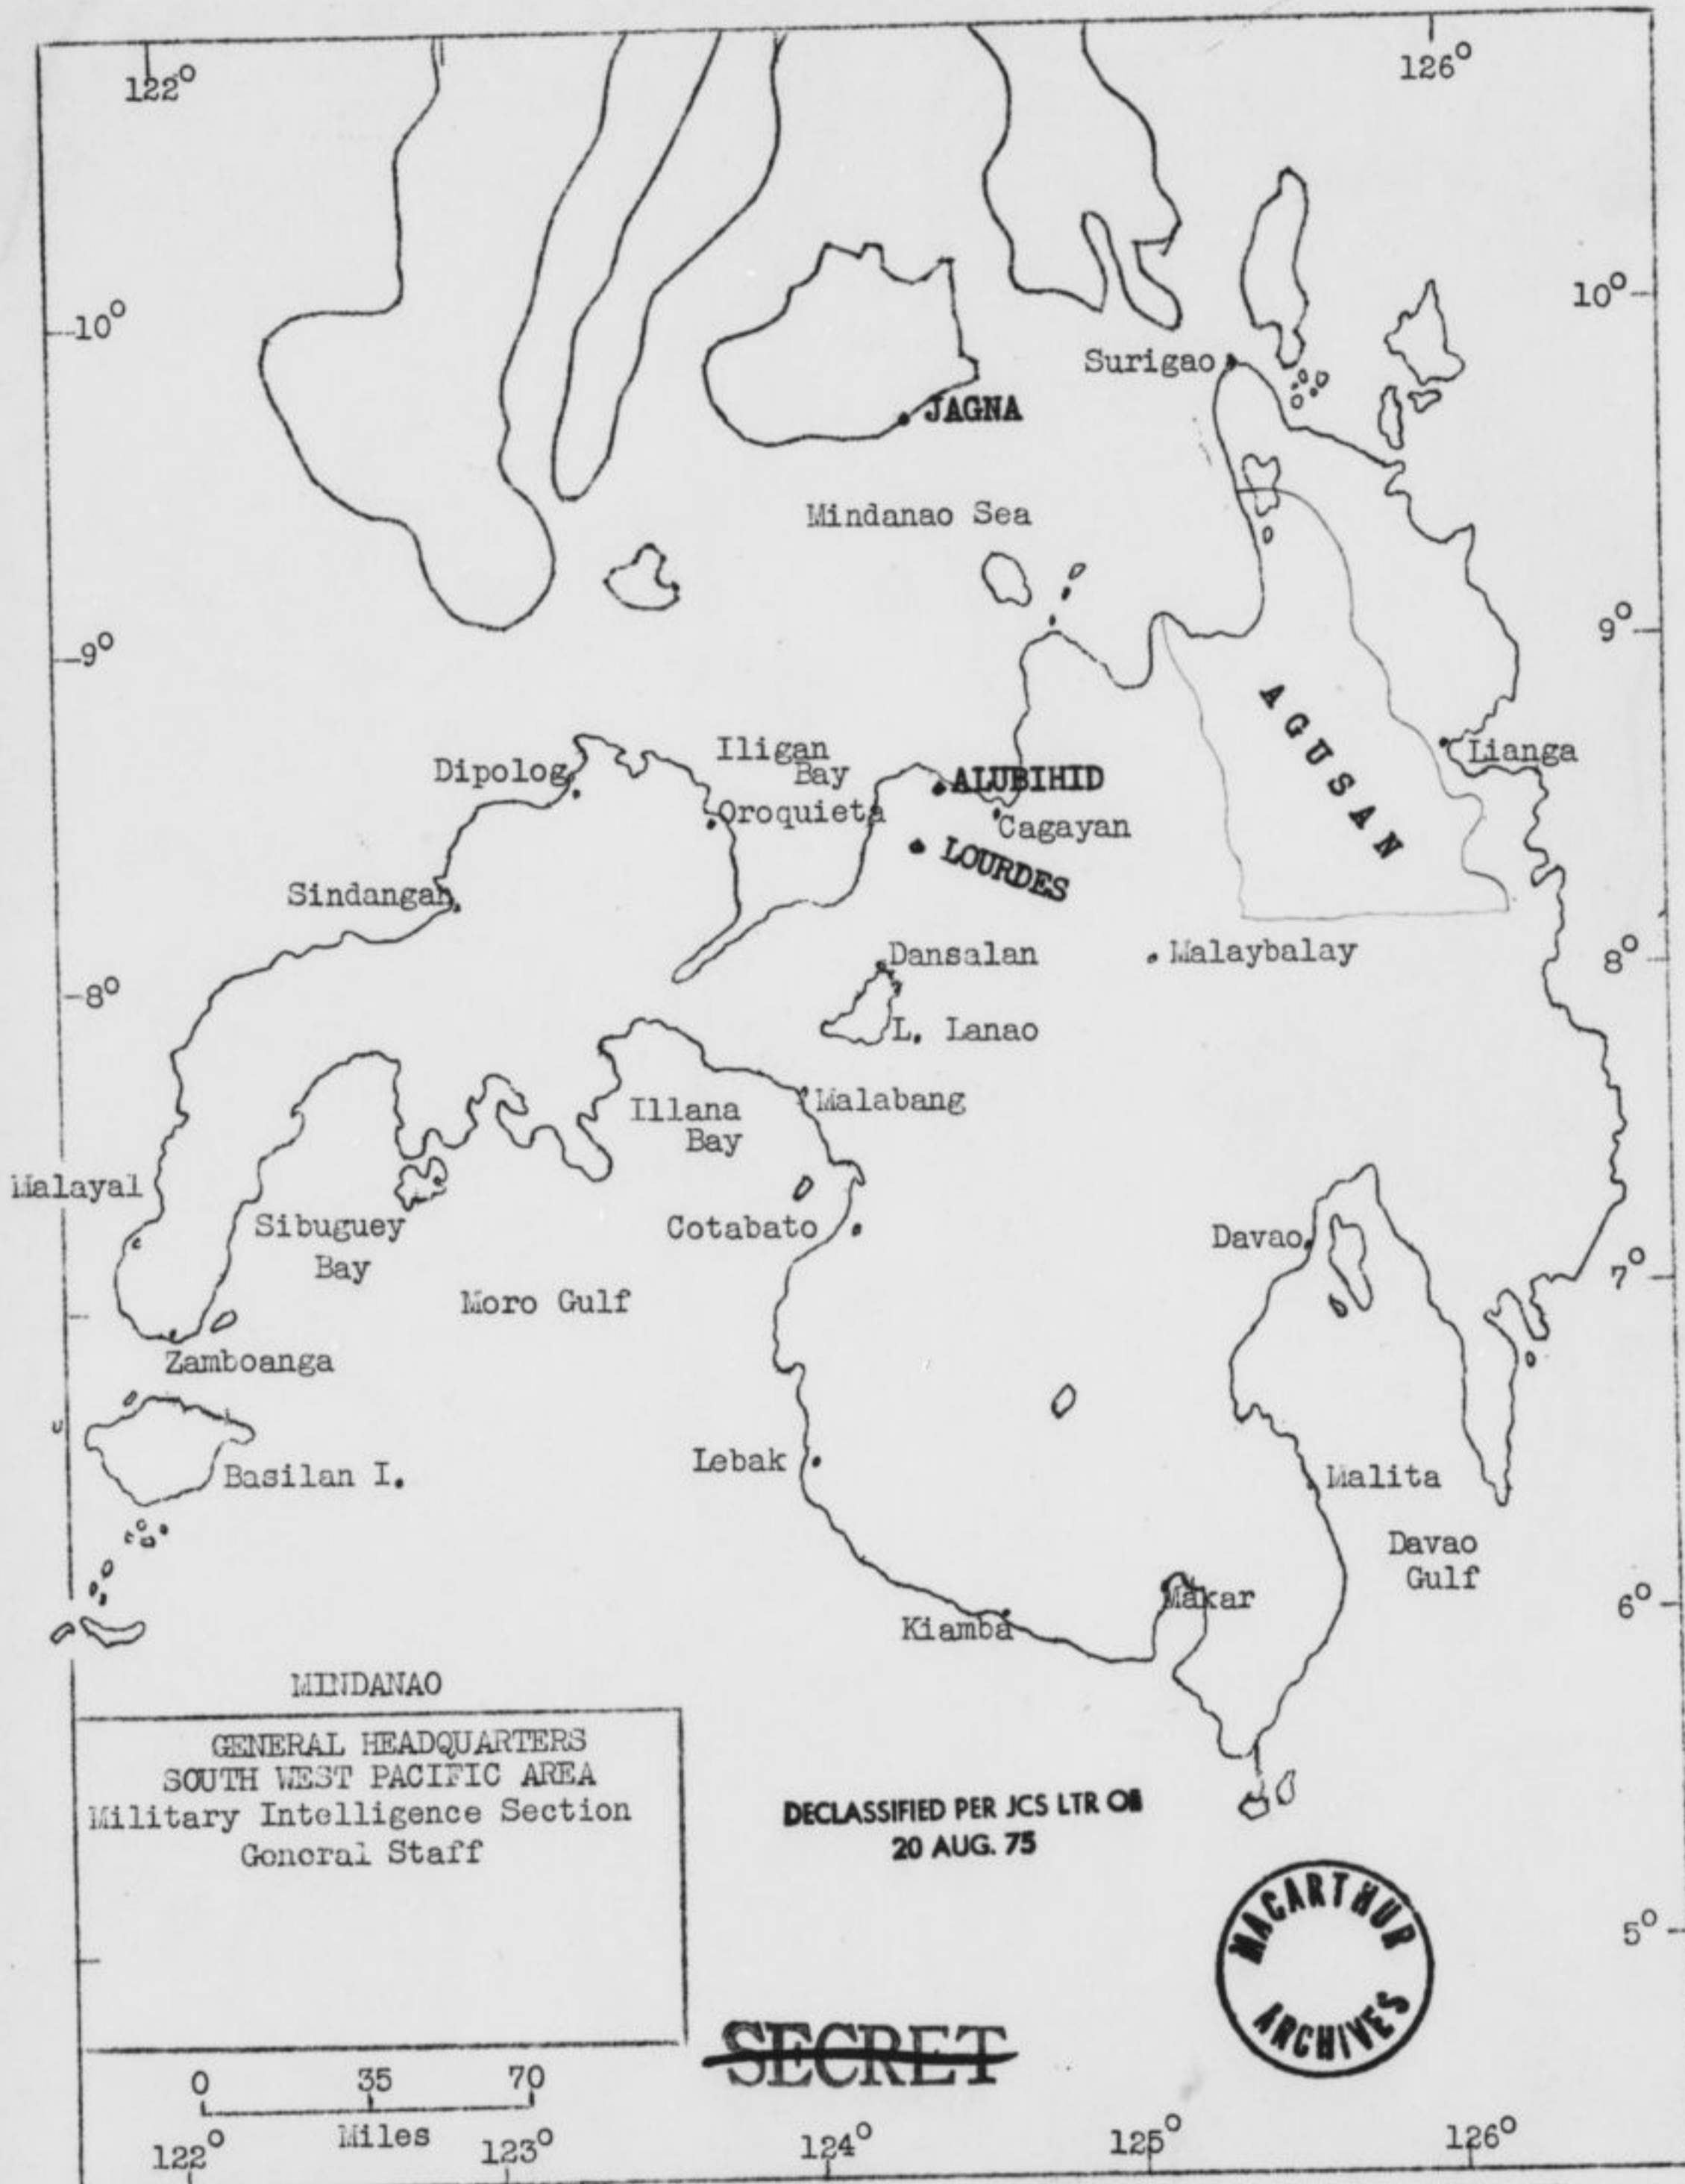 122°
126°
10°
10°
Surigao
JAGNA
Mindanao Sea
9°
9°
AGUSAN
Iligan
Bay
Dipolog
Lianga
ALUBIHID
Oroquieta
Cagayan
LOURDES
Sindangan
Dansalan
Malaybalay
8°
8°
L. Lanao
Illana
Bay
Malabang
Malayal
Sibuguey
Bay
Cotabato
Davao
7°
Moro Gulf
Zamboanga
Lebak
Basilan I.
Malita
Davao
Gulf
Makar
6°
Kiamba
MINDANAO
GENERAL HEADQUARTERS
SOUTH WEST PACIFIC AREA
Military Intelligence Section
General Staff
DECLASSIFIED PER JCS LTR OF
20 AUG. 75
MACARTHUR
ARCHIVES
5°
SECRET
0 35 70
Miles
122° 123° 124° 125° 126°